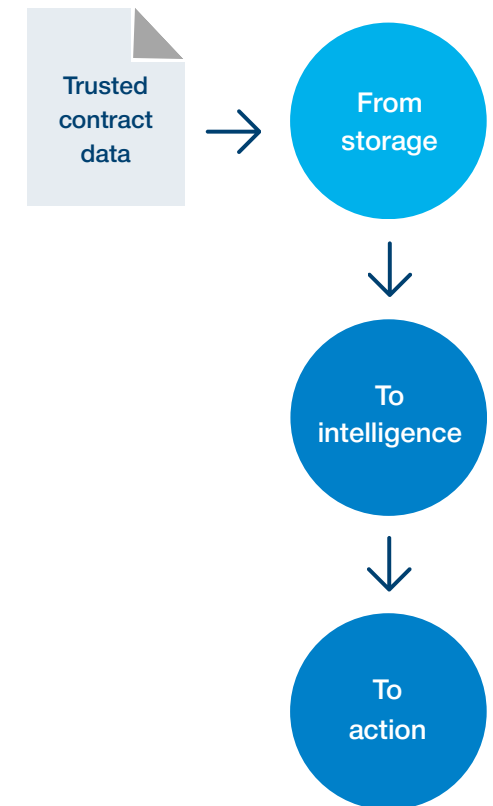 Trusted
contract
data
From
storage
To
intelligence
To
action